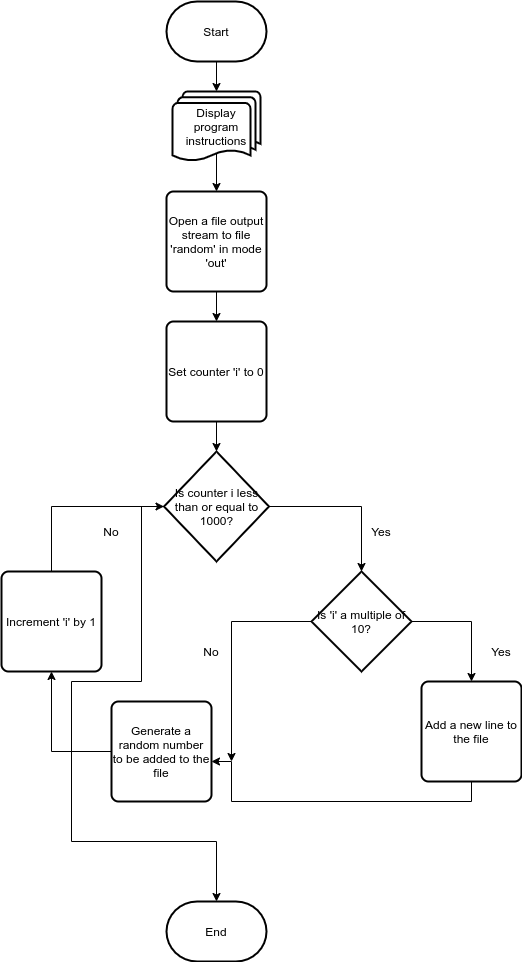 Start
Display
program
instructions
Open a file output
stream to file
'random' in mode
'out'
Set counter 'i' to 0
Is counter i less
than or equal to
1000?
No
Yes
Increment 'i' by 1
Is 'i' a multiple of
10?
No
Yes
Generate a
random number
to be added to the
file
Add a new line to
the file
End